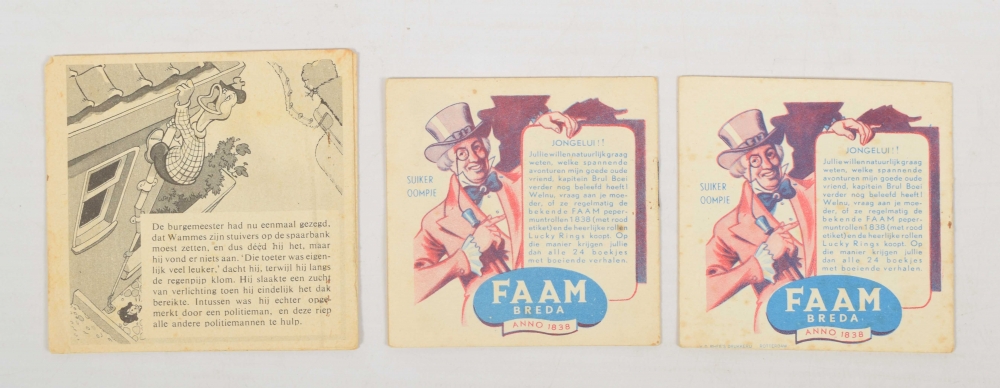 De burgemeester had nu eenmaal gezegd,
dat Wammes zijn stuivers op de spaarbank
moest zetten, en dus déed hij het, maar
hij vond er niets aan. 'Die toeter was eigen-
lijk veel leuker,' dacht hij, terwijl hij langs
de regenpijp klom. Hij slaakte een zucht
van verlichting toen hij eindelijk het dak
bereikte. Intussen was hij echter opge-
merkt door een politieman, en deze riep
alle andere politiemannen te hulp.
SUIKER
OOMPIE
JONGELUI!!
Jullie willen natuurlijk graag
weten, welke spannende
avonturen mijn goede oude
vriend, kapitein Brul Boei
verder nog beleefd heeft!
Welnu, vraag aan je moe-
der, of ze regelmatig de
bekende FAAM peper-
muntrollen 1838 (met rood
etiket) en de heerlijke rollen
Lucky Rings koopt. Op
die manier krijgen jullie
dan alle 24 boekjes
met boeiende verhalen.
FAAM
BREDA
ANNO 1838
SUIKER
OOMPIE
JONGELUI!!
Jullie willen natuurlijk graag
weten, welke spannende
avonturen mijn goede oude
vriend, kapitein Brul Boei
verder nog beleefd heeft!
Welnu, vraag aan je moe-
der, of ze regelmatig de
bekende FAAM peper-
muntrollen 1838 (met rood
etiket) en de heerlijke rollen
Lucky Rings koopt. Op
die manier krijgen jullie
dan alle 24 boekjes
met boeiende verhalen.
FAAM
BREDA
ANNO 1838